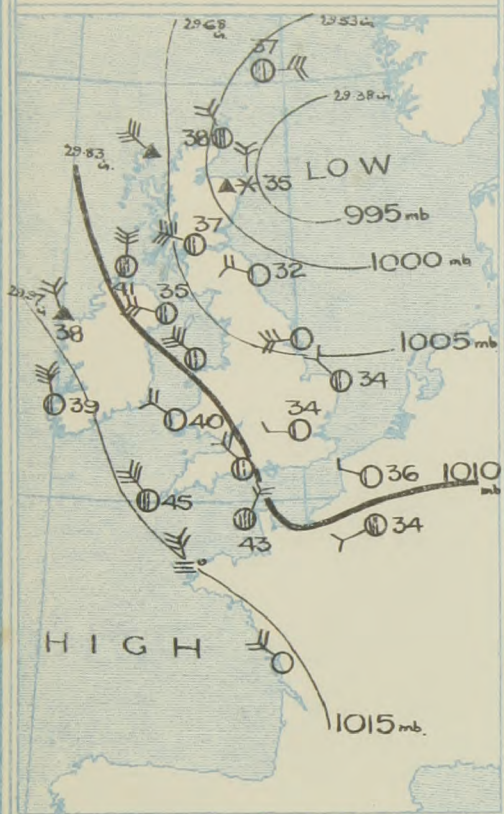 29.68 in.
29.53 in.
37
29.38 in.
38
LOW
29.83 in.
35
995 mb
37
1000 mb
32
41
35
29.97 in.
38
1005 mb
34
39
40
34
36
1010 mb
45
43
34
HIGH
1015 mb.